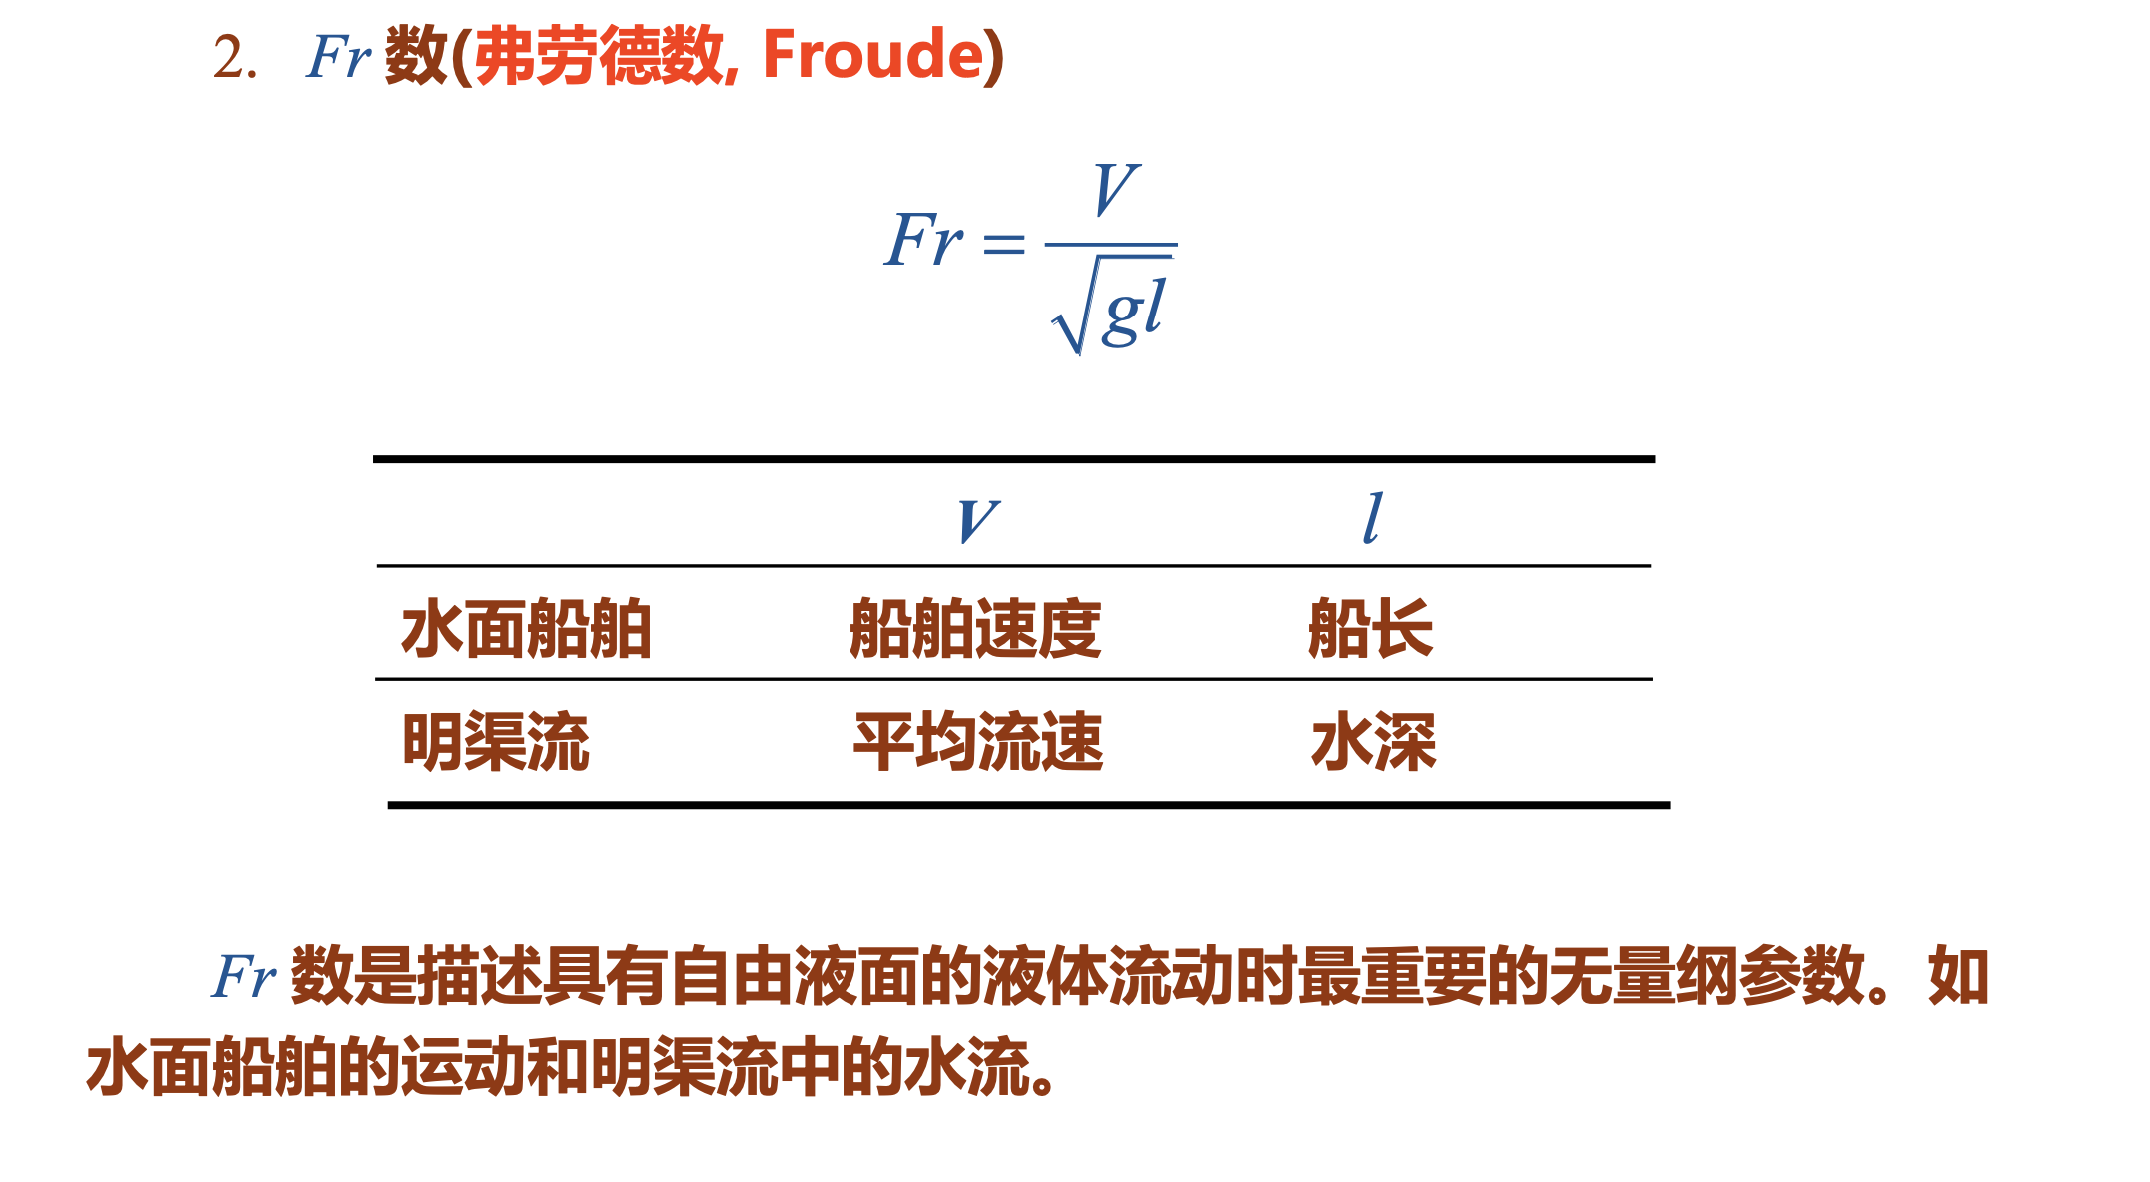 2. Fr 数(弗劳德数, Froude)
Fr = V / √gl
V l
水面船舶 船舶速度 船长
明渠流 平均流速 水深
Fr 数是描述具有自由液面的液体流动时最重要的无量纲参数。如
水面船舶的运动和明渠流中的水流。